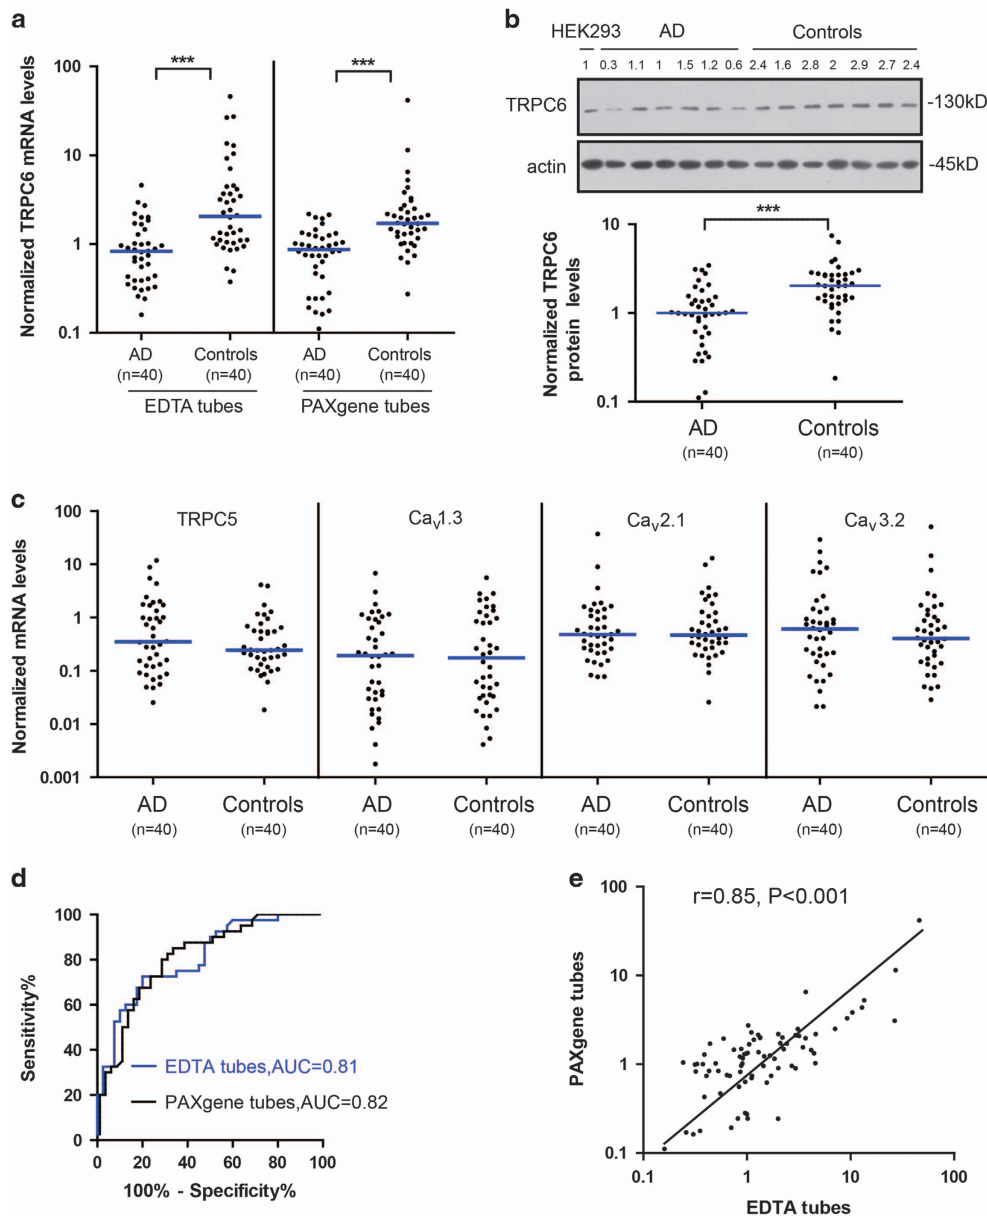 a
Normalized TRPC6 mRNA levels
100
10
1
0.1
***
***
AD
(n=40)
Controls
(n=40)
AD
(n=40)
Controls
(n=40)
EDTA tubes
PAXgene tubes
b
HEK293 AD Controls
1 0.3 1.1 1 1.5 1.2 0.6 2.4 1.6 2.8 2 2.9 2.7 2.4
TRPC6 -130kD
actin -45kD
Normalized TRPC6
protein levels
10
1
0.1
***
AD
(n=40)
Controls
(n=40)
c
Normalized mRNA levels
100
10
1
0.1
0.01
0.001
TRPC5
Cav1.3
Cav2.1
Cav3.2
AD
(n=40)
Controls
(n=40)
AD
(n=40)
Controls
(n=40)
AD
(n=40)
Controls
(n=40)
AD
(n=40)
Controls
(n=40)
d
Sensitivity%
100
80
60
40
20
0
EDTA tubes,AUC=0.81
PAXgene tubes,AUC=0.82
0 20 40 60 80 100
100% - Specificity%
e
PAXgene tubes
100
10
1
0.1
r=0.85, P<0.001
0.1 1 10 100
EDTA tubes